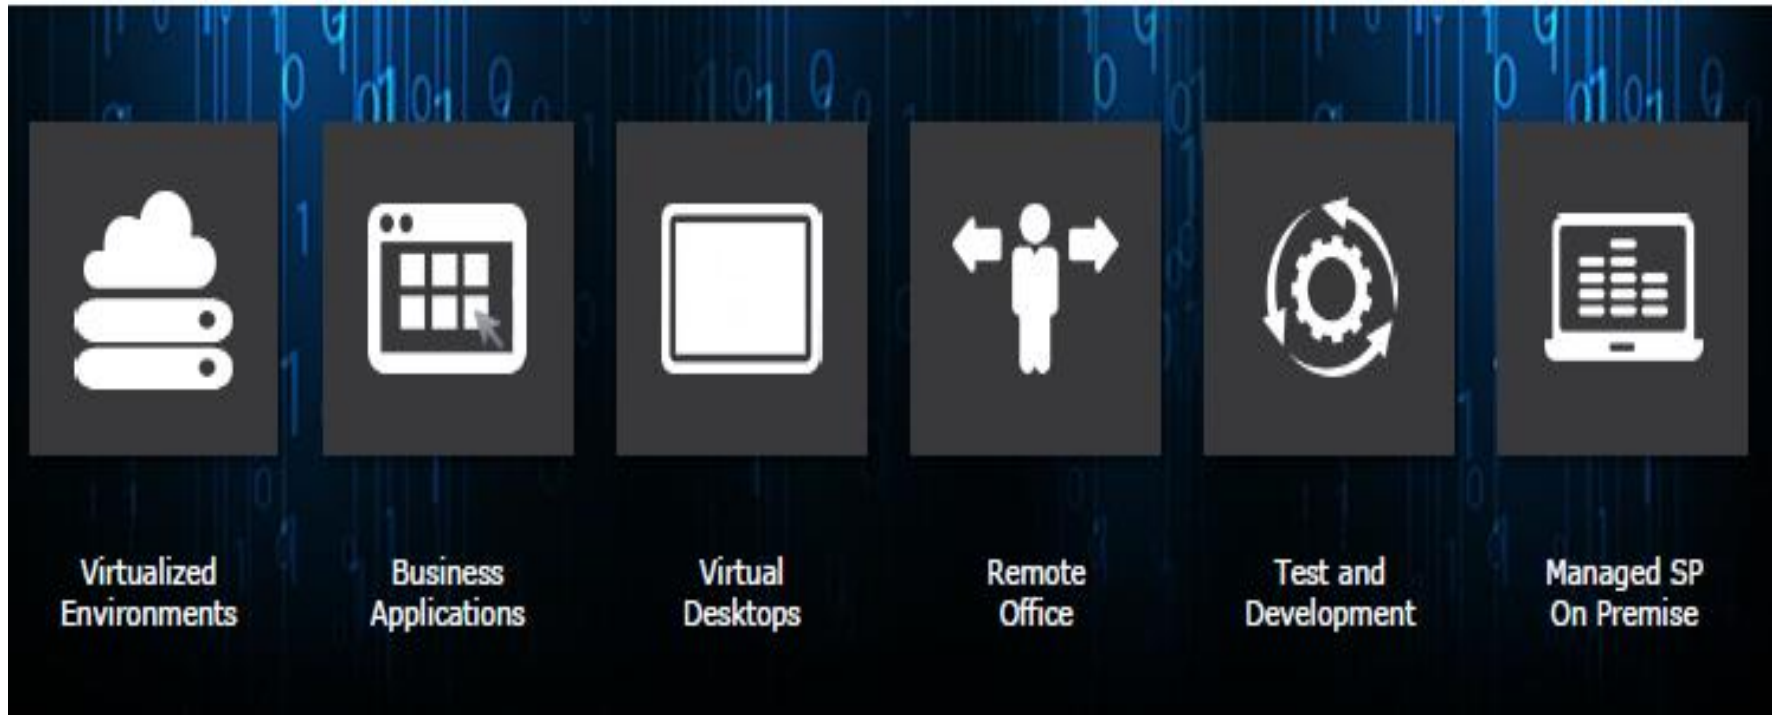 Virtualized
Environments
Business
Applications
Virtual
Desktops
Remote
Office
Test and
Development
Managed SP
On Premise